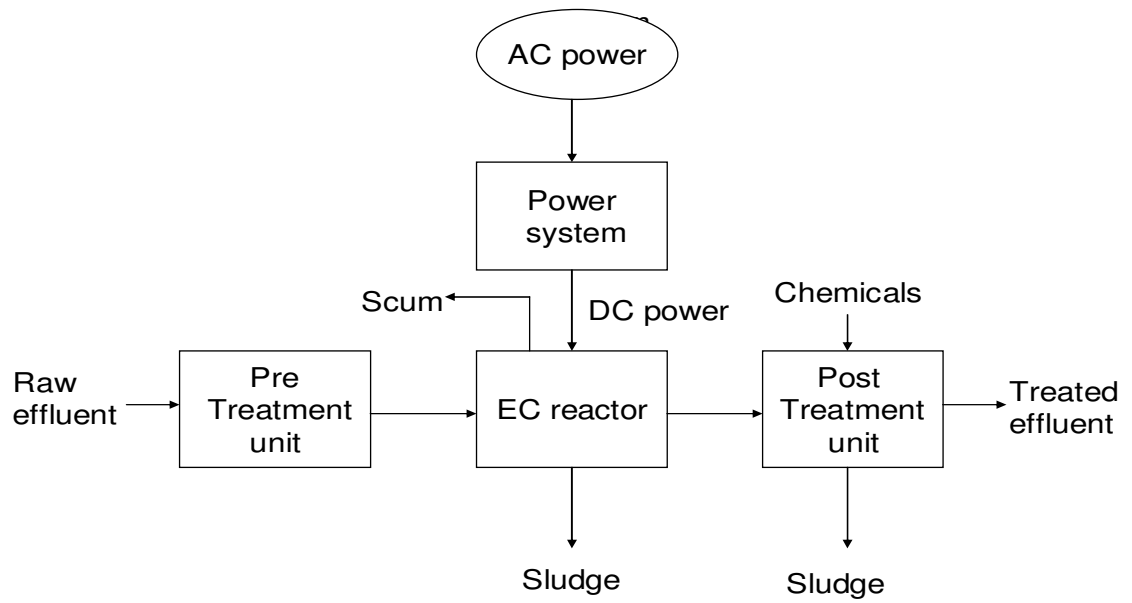 AC power
Power
system
Scum
DC power
Chemicals
Raw
effluent
Pre
Treatment
unit
EC reactor
Post
Treatment
unit
Treated
effluent
Sludge
Sludge